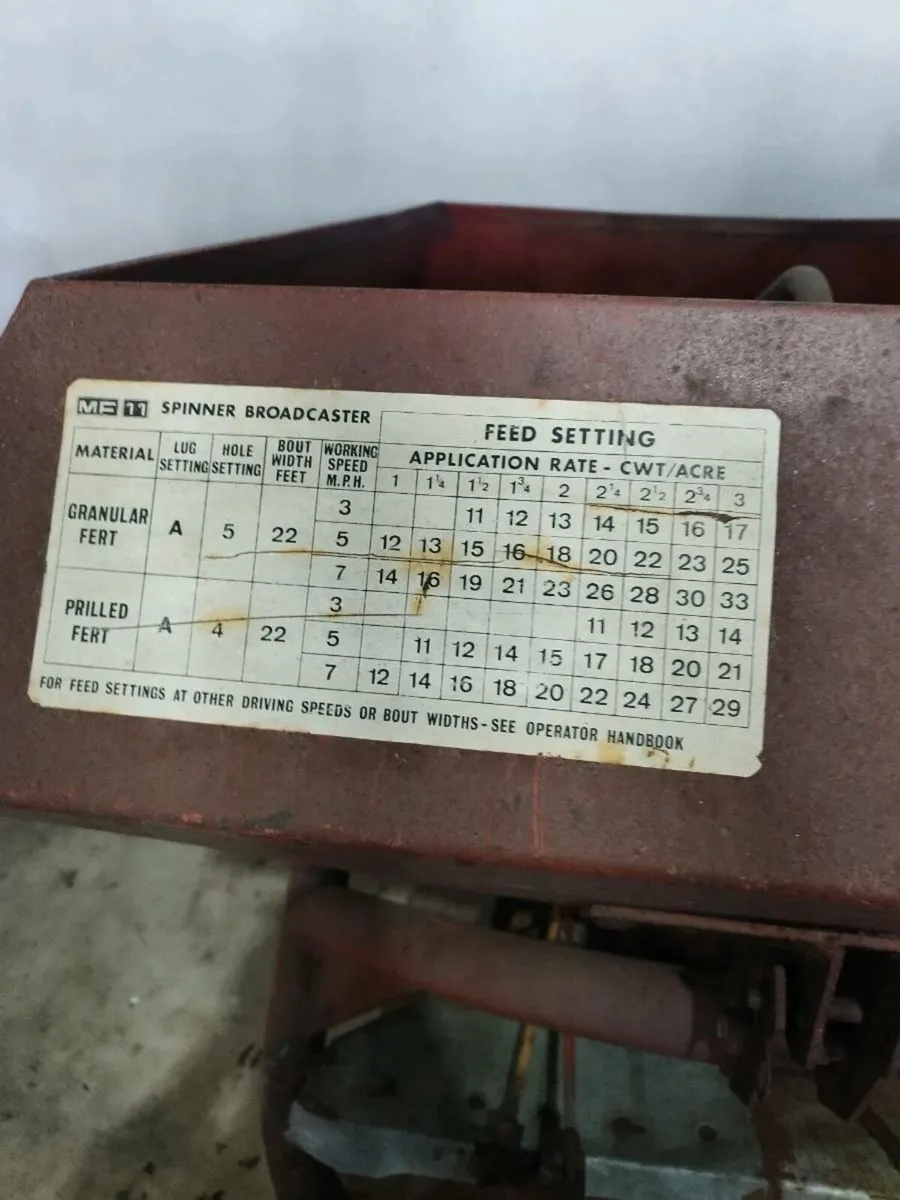 MF 11 SPINNER BROADCASTER
FEED SETTING
MATERIAL LUG SETTING HOLE SETTING BOUT WIDTH FEET WORKING SPEED M.P.H. APPLICATION RATE - CWT/ACRE
1 1¼ 1½ 1¾ 2 2¼ 2½ 2¾ 3
GRANULAR FERT A 5 22
3 11 12 13 14 15 16 17
5 12 13 15 16 18 20 22 23 25
7 14 16 19 21 23 26 28 30 33
PRILLED FERT A 4 22
3 11 12 13 14
5 11 12 14 15 17 18 20 21
7 12 14 16 18 20 22 24 27 29
FOR FEED SETTINGS AT OTHER DRIVING SPEEDS OR BOUT WIDTHS - SEE OPERATOR HANDBOOK